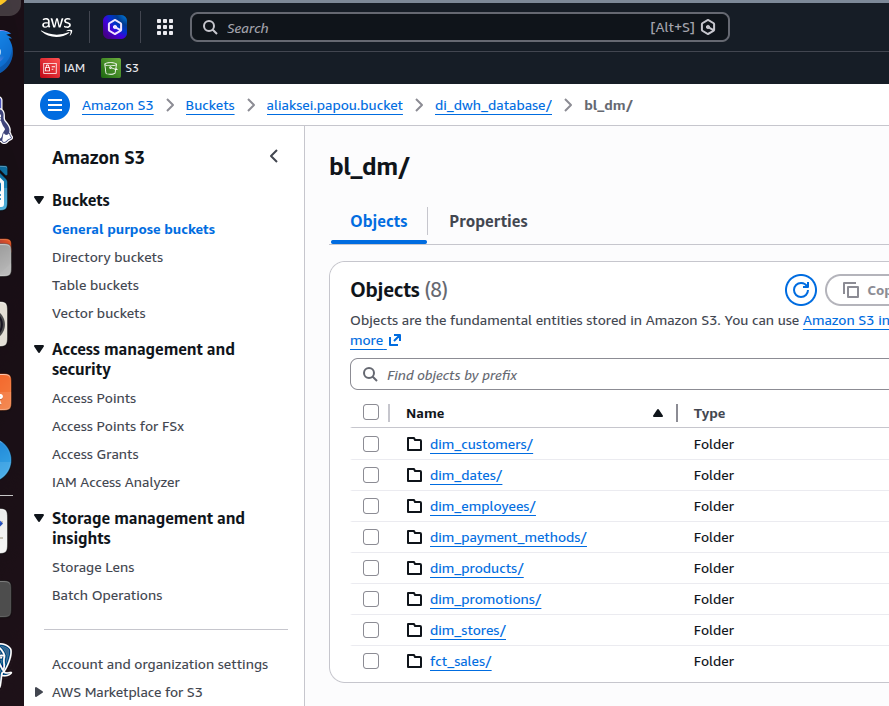 aws
Search [Alt+S]
IAM S3
Amazon S3 Buckets aliaksei.papou.bucket di_dwh_database/ bl_dm/
Amazon S3
Buckets
General purpose buckets
Directory buckets
Table buckets
Vector buckets
Access management and
security
Access Points
Access Points for FSx
Access Grants
IAM Access Analyzer
Storage management and
insights
Storage Lens
Batch Operations
Account and organization settings
AWS Marketplace for S3
bl_dm/
Objects Properties
Objects (8)
Cop
Objects are the fundamental entities stored in Amazon S3. You can use Amazon S3 in
more
Find objects by prefix
Name Type
dim_customers/ Folder
dim_dates/ Folder
dim_employees/ Folder
dim_payment_methods/ Folder
dim_products/ Folder
dim_promotions/ Folder
dim_stores/ Folder
fct_sales/ Folder